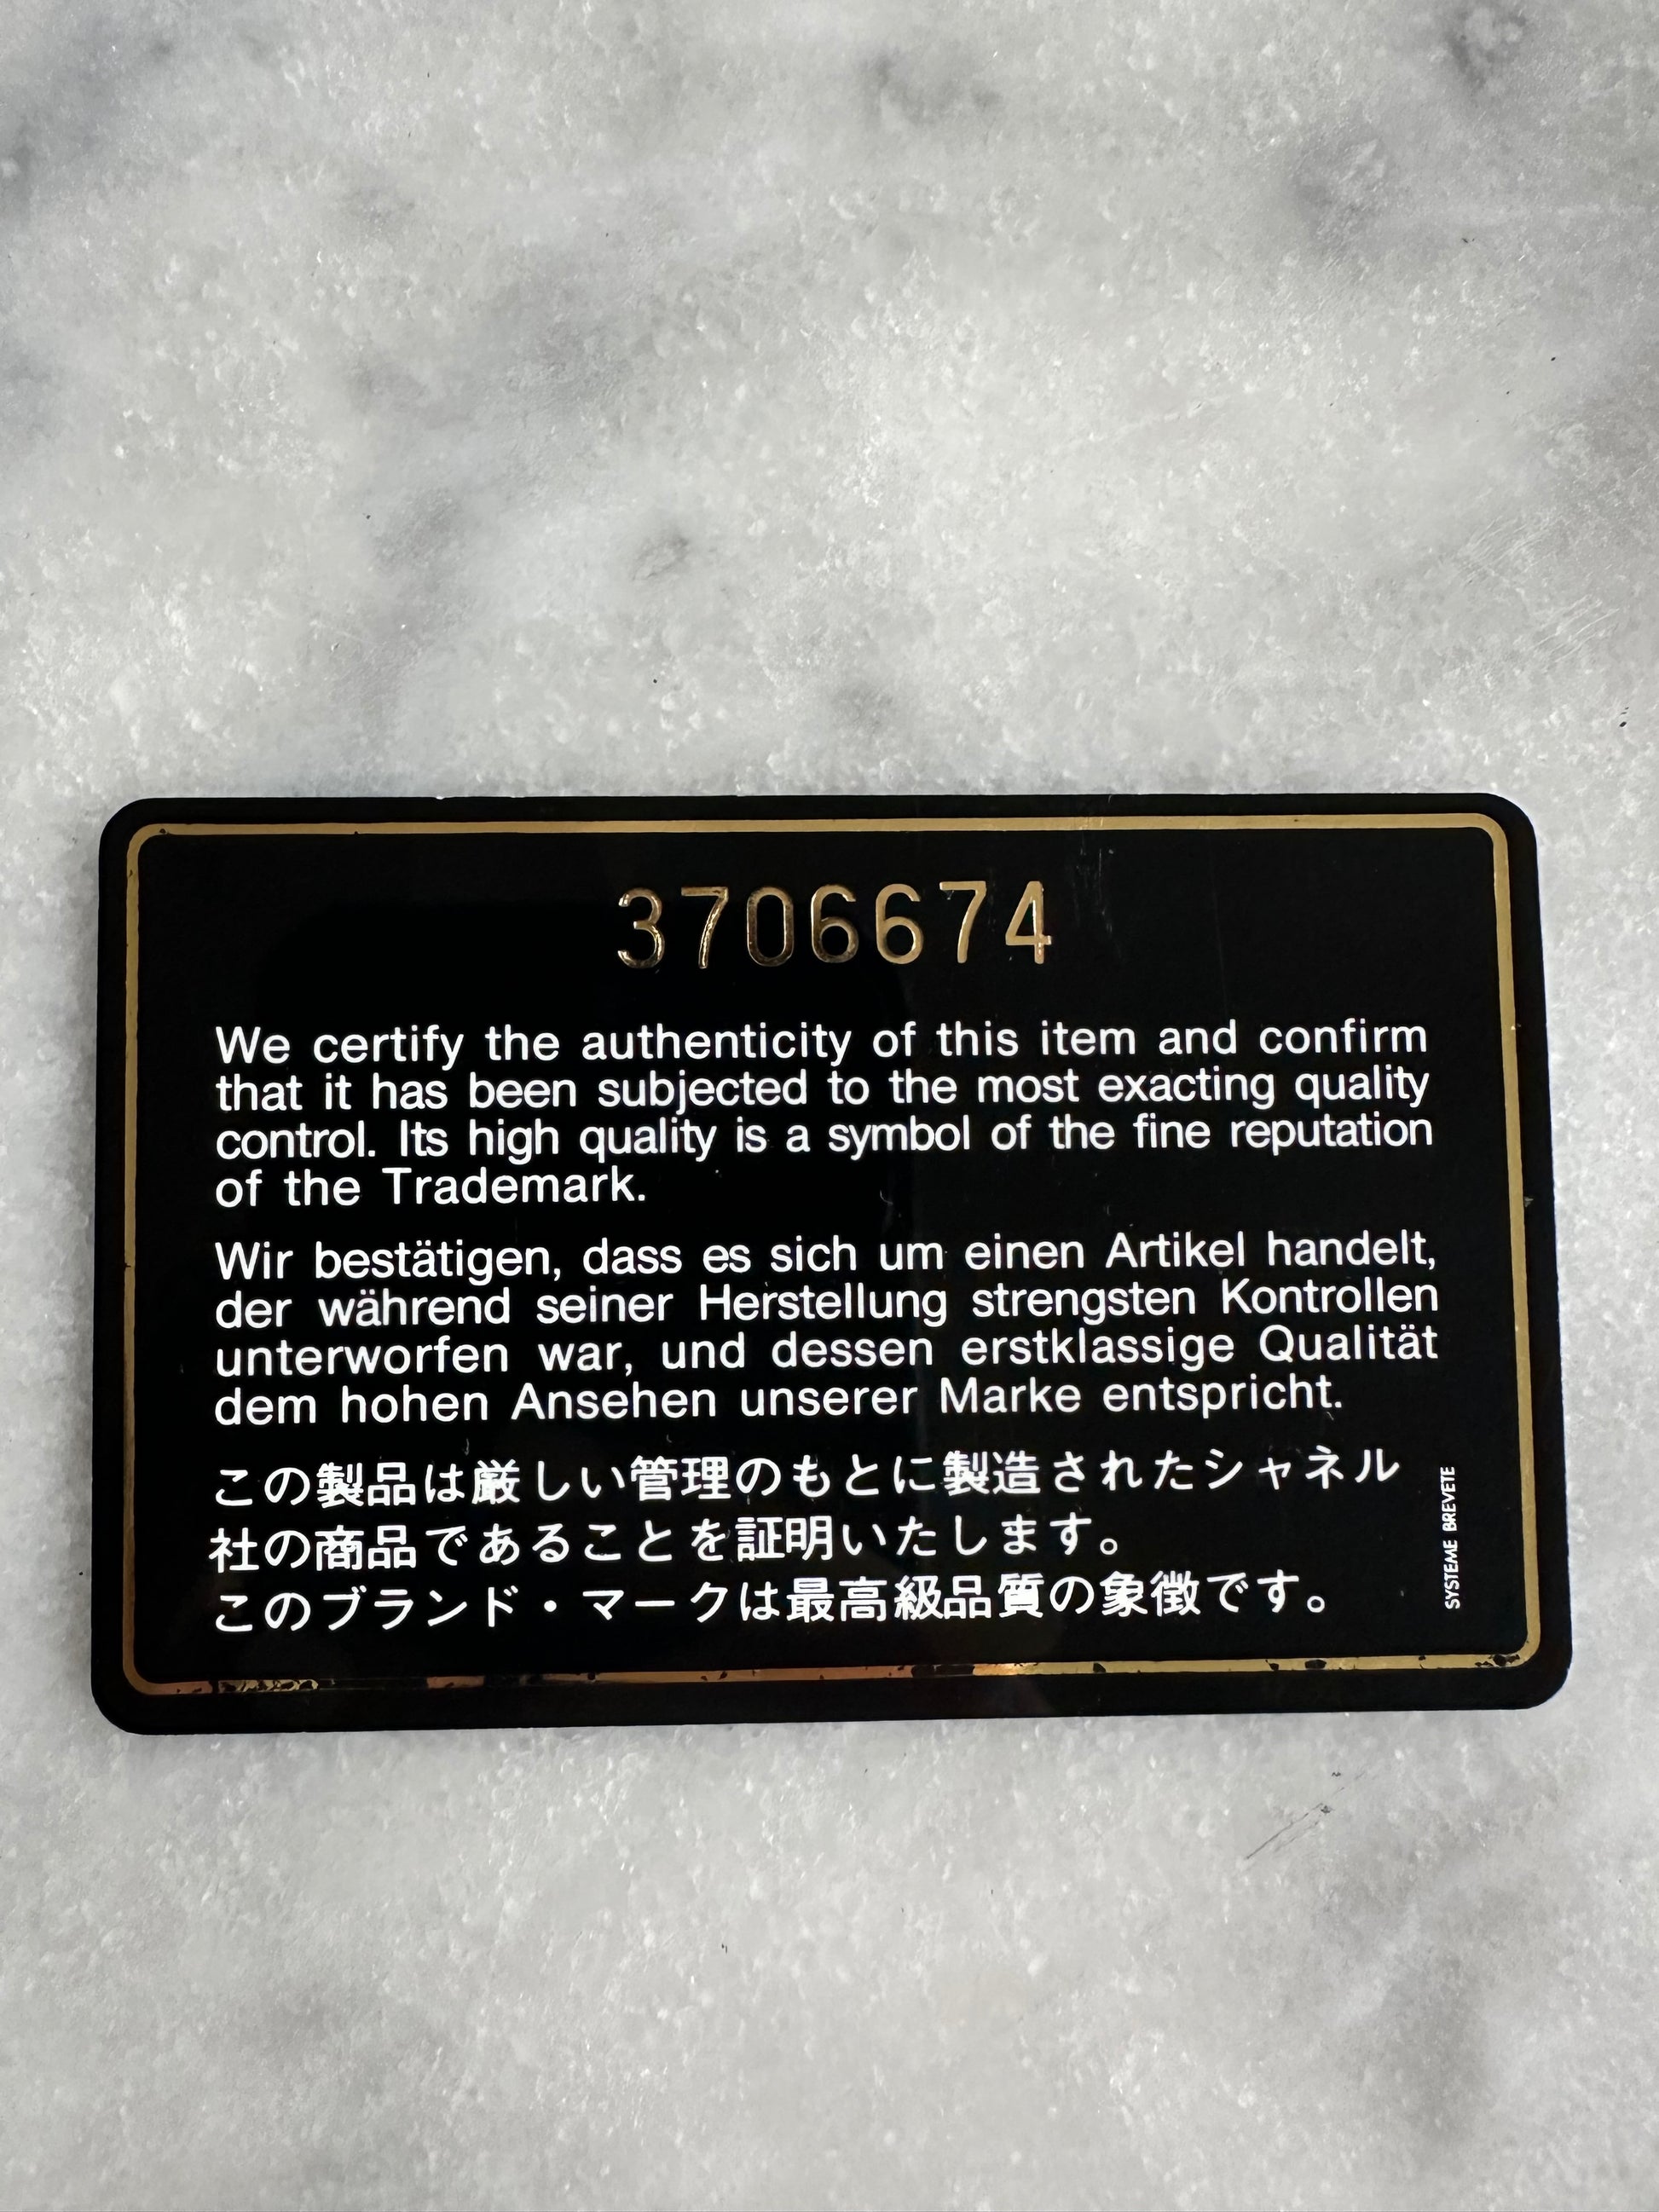 3706674
We certify the authenticity of this item and confirm
that it has been subjected to the most exacting quality
control. Its high quality is a symbol of the fine reputation
of the Trademark.
Wir bestätigen, dass es sich um einen Artikel handelt,
der während seiner Herstellung strengsten Kontrollen
unterworfen war, und dessen erstklassige Qualität
dem hohen Ansehen unserer Marke entspricht.
この製品は厳しい管理のもとに製造されたシャネル
社の商品であることを証明いたします。
このブランド・マークは最高級品質の象徴です。
SYSTEME BREVETE